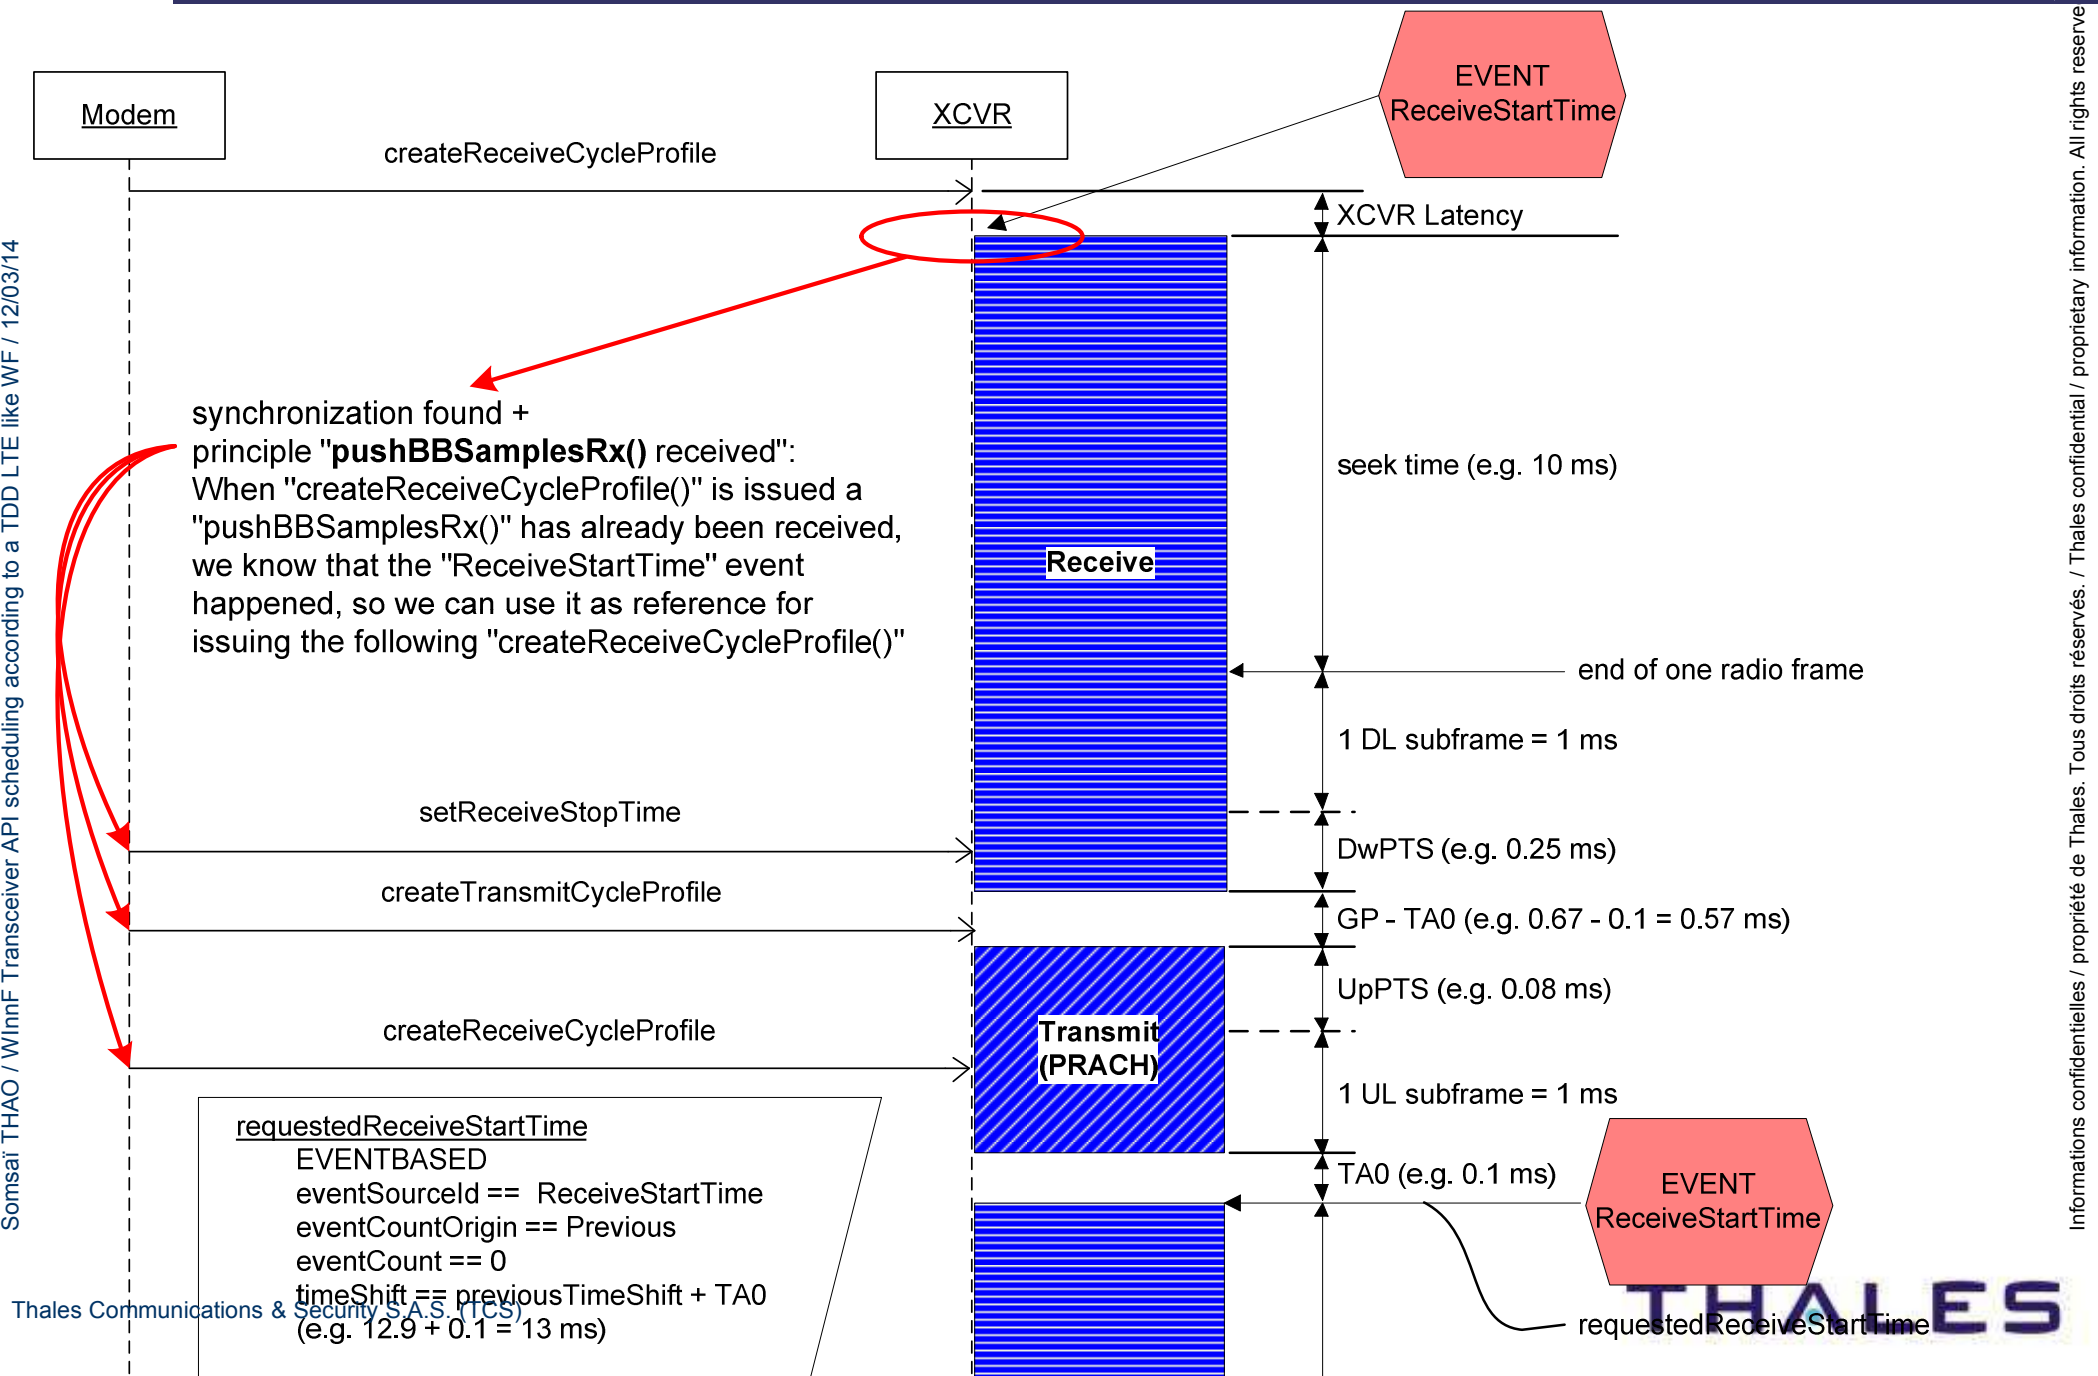 EVENT
ReceiveStartTime
Modem
XCVR
createReceiveCycleProfile
XCVR Latency
synchronization found +
principle "pushBBSamplesRx() received":
When "createReceiveCycleProfile()" is issued a
"pushBBSamplesRx()" has already been received,
we know that the "ReceiveStartTime" event
happened, so we can use it as reference for
issuing the following "createReceiveCycleProfile()"
seek time (e.g. 10 ms)
Receive
end of one radio frame
1 DL subframe = 1 ms
setReceiveStopTime
DwPTS (e.g. 0.25 ms)
createTransmitCycleProfile
GP - TA0 (e.g. 0.67 - 0.1 = 0.57 ms)
UpPTS (e.g. 0.08 ms)
createReceiveCycleProfile
Transmit
(PRACH)
1 UL subframe = 1 ms
requestedReceiveStartTime
EVENTBASED
eventSourceId == ReceiveStartTime
eventCountOrigin == Previous
eventCount == 0
timeShift == previousTimeShift + TA0
(e.g. 12.9 + 0.1 = 13 ms)
TA0 (e.g. 0.1 ms)
EVENT
ReceiveStartTime
requestedReceiveStartTime
THALES
Thales Communications & Security S.A.S. (TCS)
Somsaï THAO / WInnF Transceiver API scheduling according to a TDD LTE like WF / 12/03/14
Informations confidentielles / propriété de Thales. Tous droits réservés. / Thales confidential / proprietary information. All rights reserve